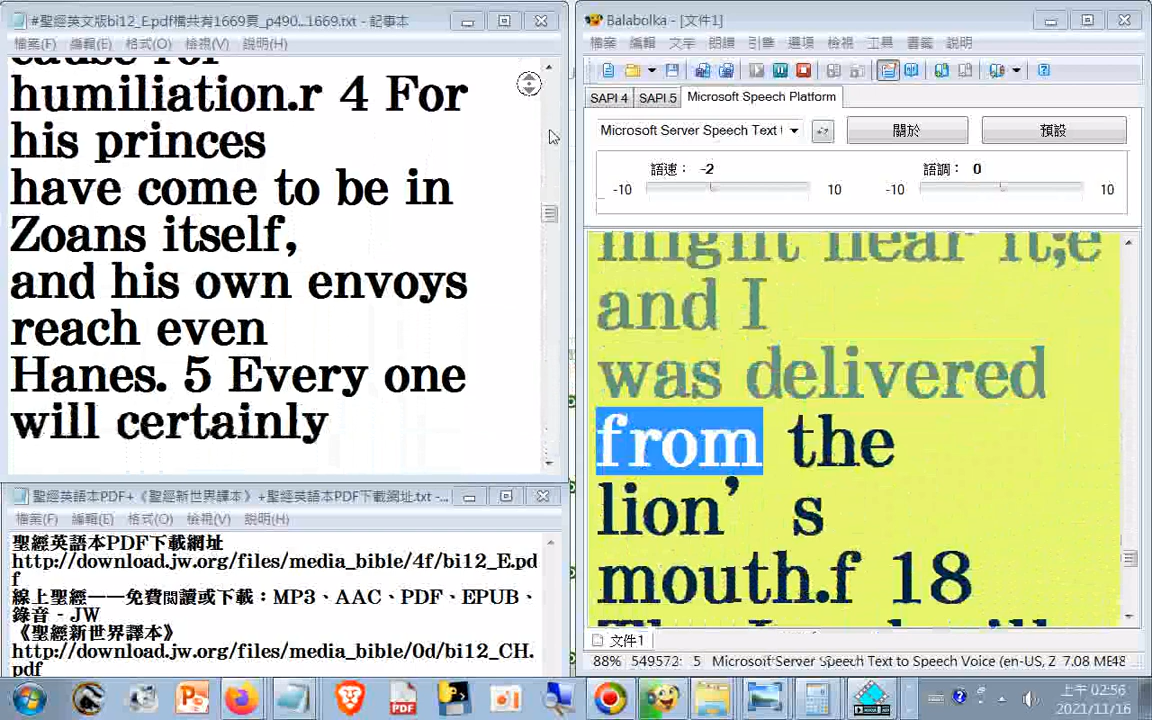 #聖經英文版bi12_E.pdf檔共有1669頁_p490...1669.txt - 記事本
檔案(F) 編輯(E) 格式(O) 檢視(V) 說明(H)
cause for
humiliation.r 4 For
his princes
have come to be in
Zoans itself,
and his own envoys
reach even
Hanes. 5 Every one
will certainly
聖經英語本PDF+《聖經新世界譯本》+聖經英語本PDF下載網址.txt -...
檔案(F) 編輯(E) 格式(O) 檢視(V) 說明(H)
聖經英語本PDF下載網址
http://download.jw.org/files/media_bible/4f/bi12_E.pd
f
線上聖經——免費閱讀或下載：MP3、AAC、PDF、EPUB、
錄音 - JW
《聖經新世界譯本》
http://download.jw.org/files/media_bible/0d/bi12_CH.
pdf
Balabolka - [文件1]
檔案 編輯 文字 朗讀 引擎 選項 檢視 工具 書籤 說明
SAPI 4 SAPI 5 Microsoft Speech Platform
Microsoft Server Speech Text t 關於 預設
語速： -2 語調： 0
-10 10 -10 10
might hear it;e
and I
was delivered
from the
lion’s
mouth.f 18
文件1
88% 549572: 5 Microsoft Server Speech Text to Speech Voice (en-US, Z 7.08 ME48
上午 02:56
2021/11/16